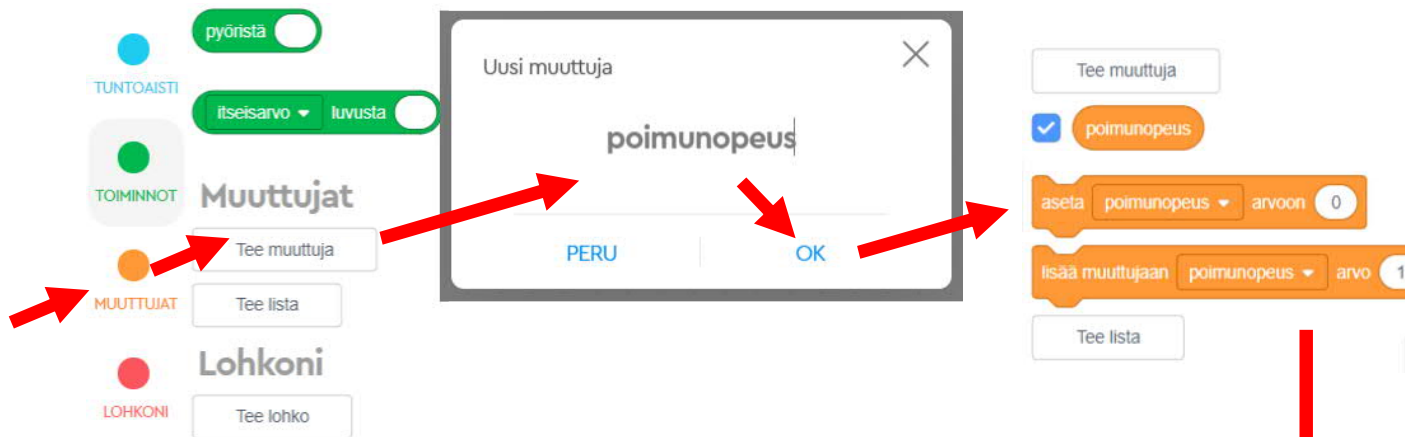 pyöristä
TUNTOAISTI
itseisarvo luvusta
TOIMINNOT
Muuttujat
Tee muuttuja
MUUTTUJAT
Tee lista
Lohkoni
LOHKONI
Tee lohko
Uusi muuttuja
poimunopeus
PERU OK
Tee muuttuja
poimunopeus
aseta poimunopeus arvoon 0
lisää muuttujaan poimunopeus arvo 1
Tee lista